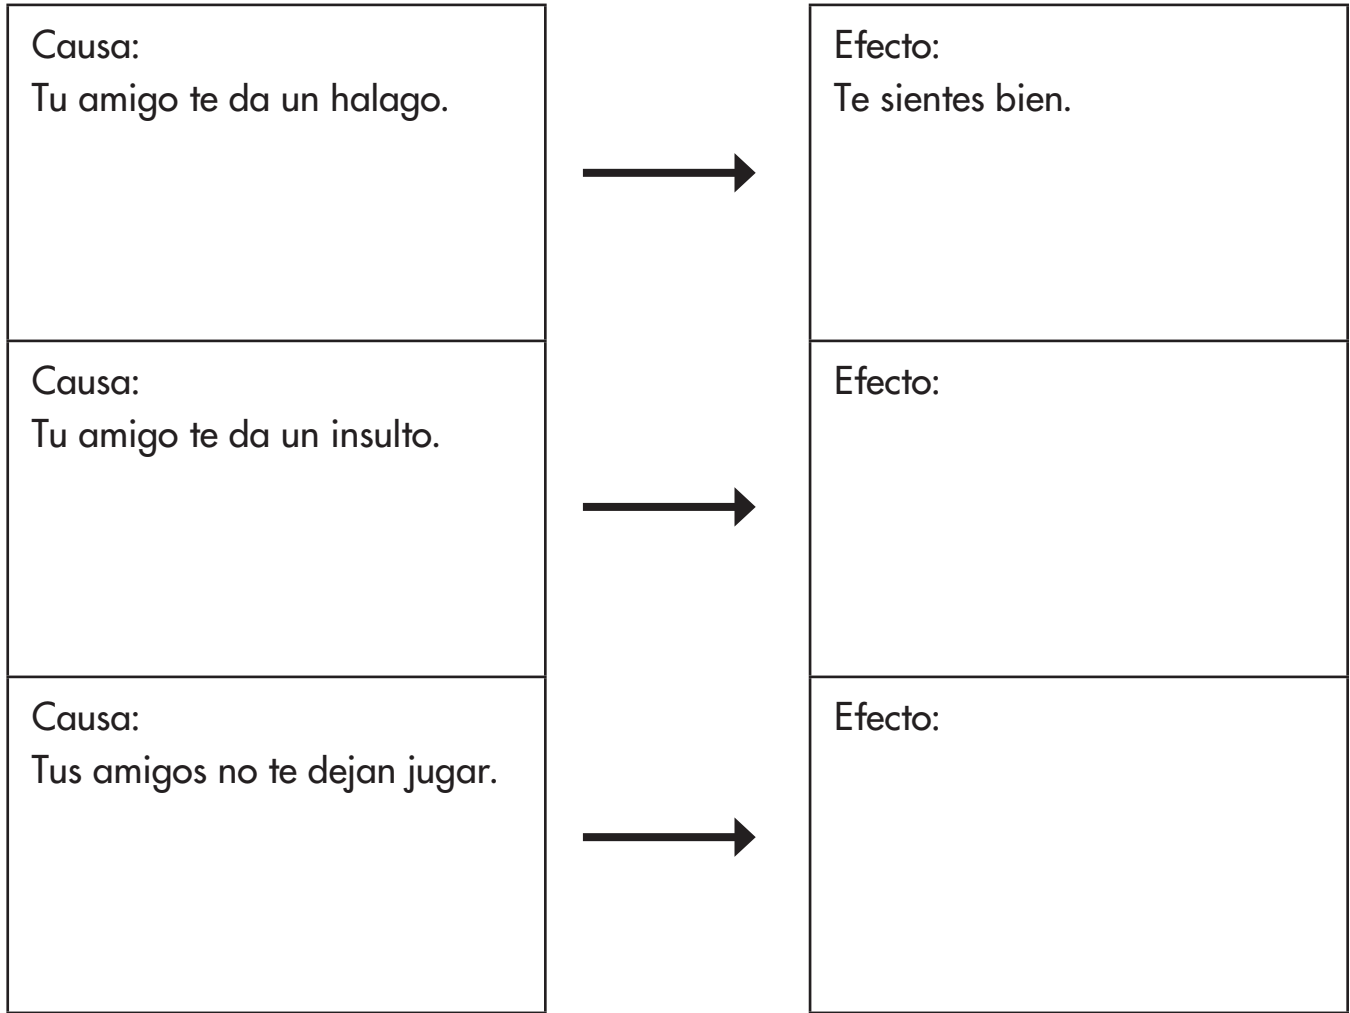 Causa:
Tu amigo te da un halago.
Efecto:
Te sientes bien.
Causa:
Tu amigo te da un insulto.
Efecto:
Causa:
Tus amigos no te dejan jugar.
Efecto: